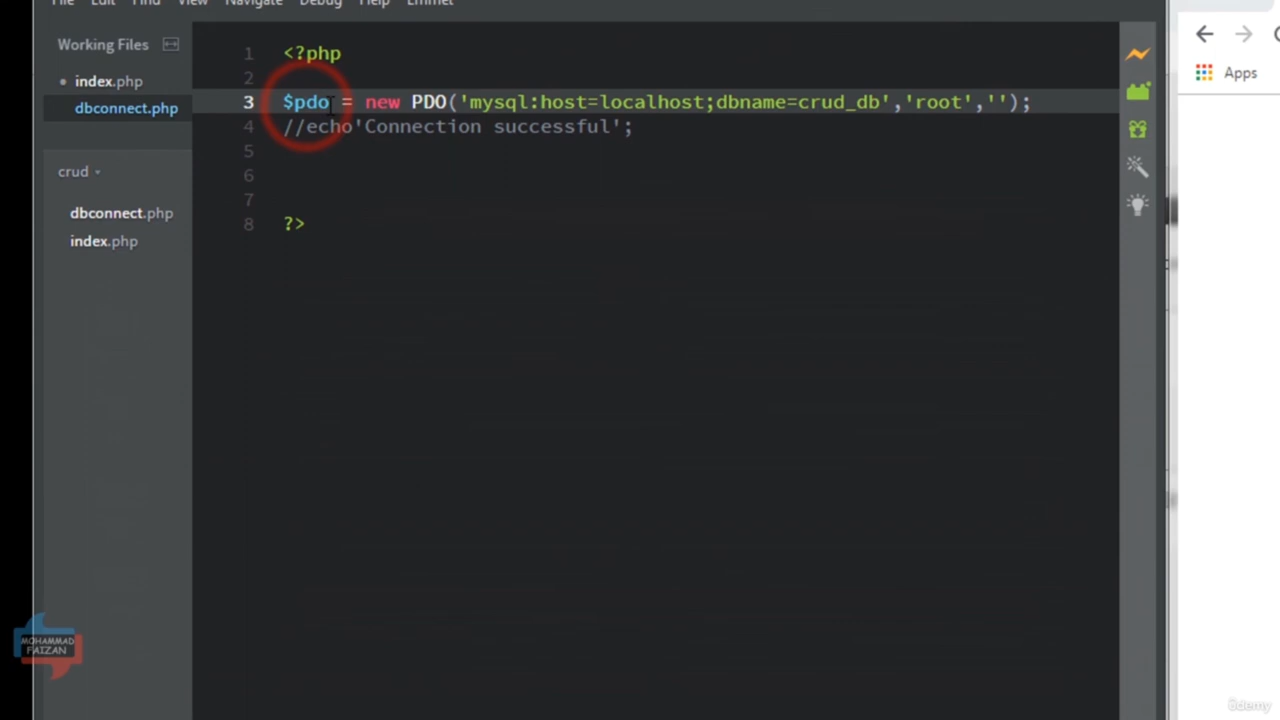 File Edit Find View Navigate Debug Help Emmet
Working Files
index.php
dbconnect.php
crud
dbconnect.php
index.php
1 <?php
2
3 $pdo = new PDO('mysql:host=localhost;dbname=crud_db','root','');
4 //echo'Connection successful';
5
6
7
8 ?>
Apps
MOHAMMAD
FAIZAN
ûdemy